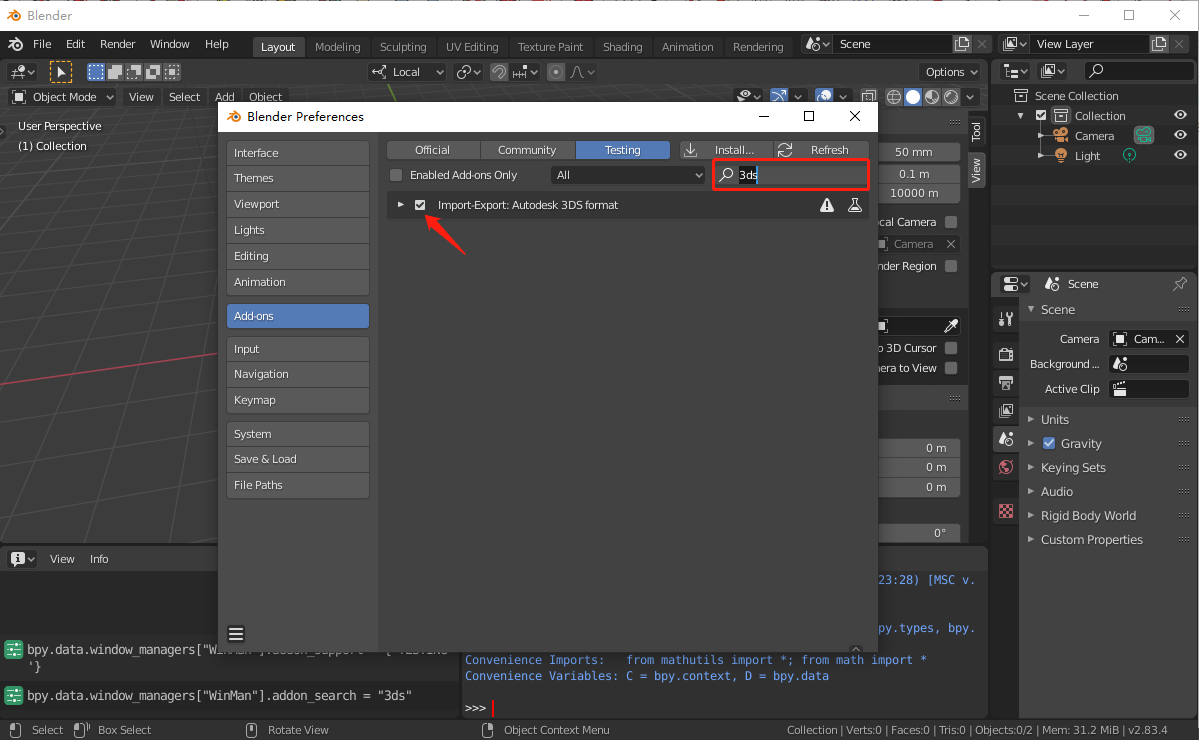 Blender
File Edit Render Window Help Layout Modeling Sculpting UV Editing Texture Paint Shading Animation Rendering Scene View Layer
Local Options
Object Mode View Select Add Object
User Perspective
(1) Collection
Blender Preferences
Interface
Themes
Viewport
Lights
Editing
Animation
Add-ons
Input
Navigation
Keymap
System
Save & Load
File Paths
Official Community Testing Install... Refresh
Enabled Add-ons Only All 3ds
Import-Export: Autodesk 3DS format
50 mm
0.1 m
10000 m
cal Camera
Camera
nder Region
o 3D Cursor
era to View
0 m
0 m
0 m
0°
Tool
View
Scene Collection
Collection
Camera
Light
Scene
Scene
Camera Cam...
Background ...
Active Clip
Units
Gravity
Keying Sets
Audio
Rigid Body World
Custom Properties
View Info
bpy.data.window_managers["WinMan"].addon_support = {'TESTING
'}
bpy.data.window_managers["WinMan"].addon_search = "3ds"
23:28) [MSC v.
py.types, bpy.
Convenience Imports: from mathutils import *; from math import *
Convenience Variables: C = bpy.context, D = bpy.data
>>>
Select Box Select Rotate View Object Context Menu Collection | Verts:0 | Faces:0 | Tris:0 | Objects:0/2 | Mem: 31.2 MiB | v2.83.4